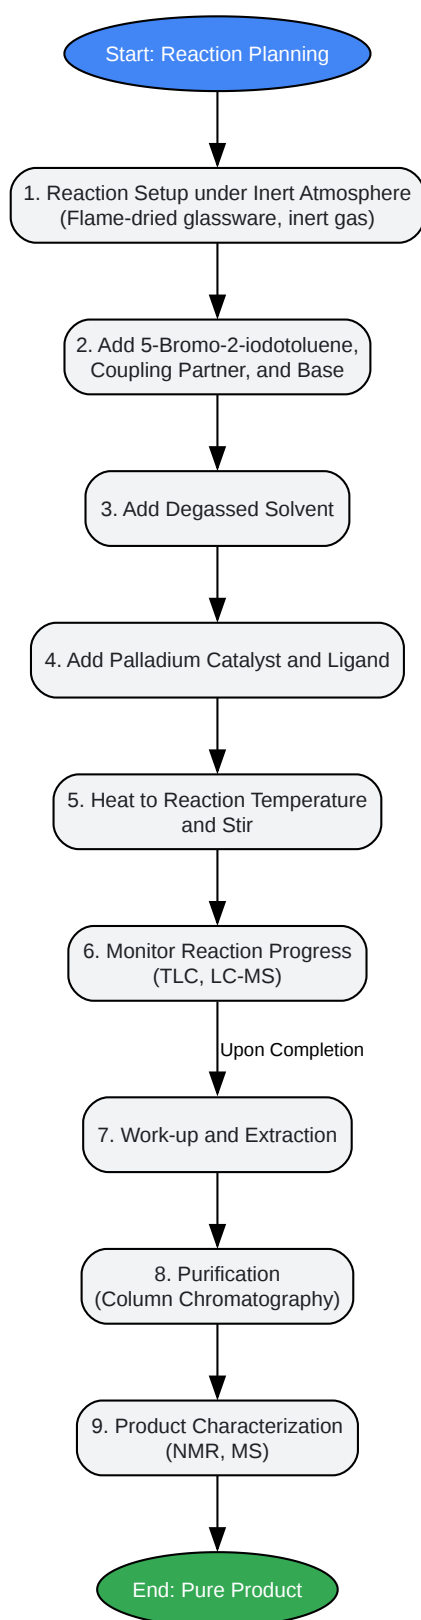 Start: Reaction Planning
1. Reaction Setup under Inert Atmosphere
(Flame-dried glassware, inert gas)
2. Add 5-Bromo-2-iodotoluene,
Coupling Partner, and Base
3. Add Degassed Solvent
4. Add Palladium Catalyst and Ligand
5. Heat to Reaction Temperature
and Stir
6. Monitor Reaction Progress
(TLC, LC-MS)
Upon Completion
7. Work-up and Extraction
8. Purification
(Column Chromatography)
9. Product Characterization
(NMR, MS)
End: Pure Product